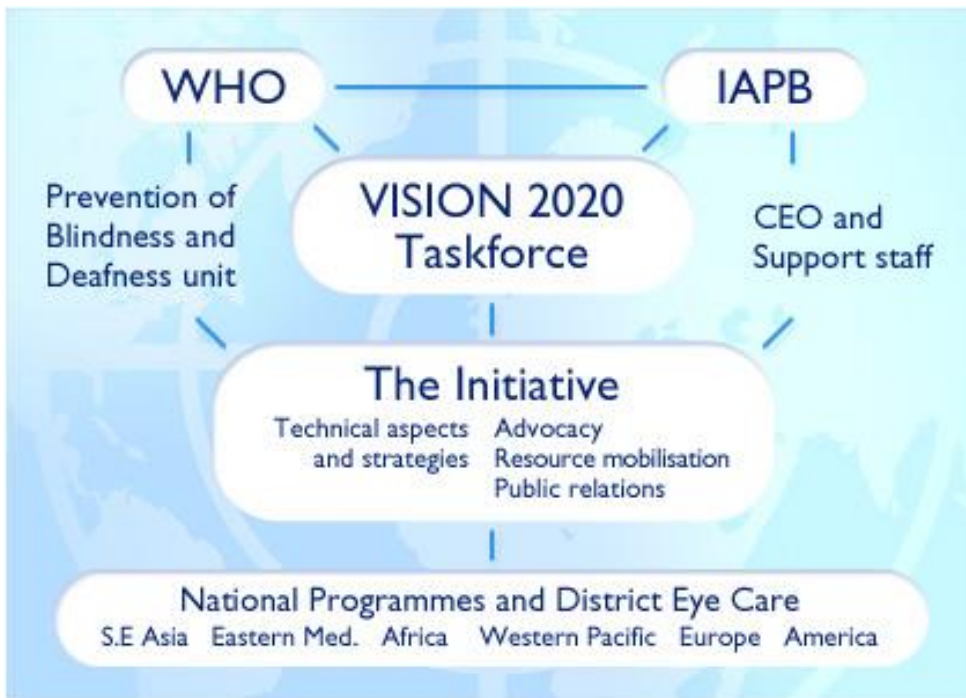 WHO
IAPB
Prevention of
Blindness and
Deafness unit
VISION 2020
Taskforce
CEO and
Support staff
The Initiative
Technical aspects
and strategies
Advocacy
Resource mobilisation
Public relations
National Programmes and District Eye Care
S.E Asia Eastern Med. Africa Western Pacific Europe America